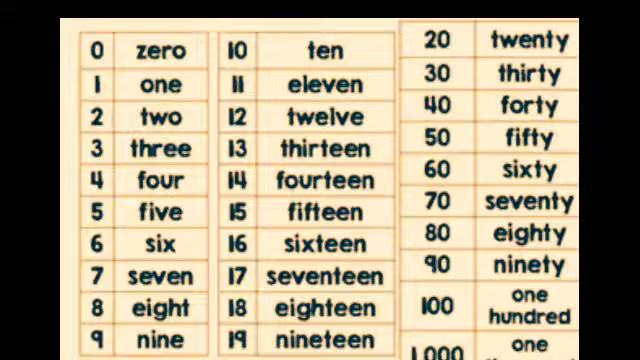 0 zero
1 one
2 two
3 three
4 four
5 five
6 six
7 seven
8 eight
9 nine
10 ten
11 eleven
12 twelve
13 thirteen
14 fourteen
15 fifteen
16 sixteen
17 seventeen
18 eighteen
19 nineteen
20 twenty
30 thirty
40 forty
50 fifty
60 sixty
70 seventy
80 eighty
90 ninety
100 one
hundred
1,000 one